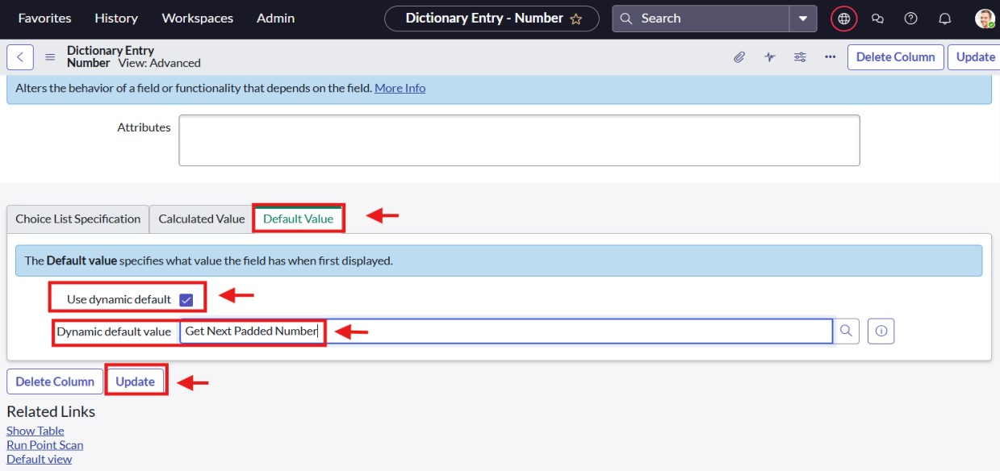 Favorites History Workspaces Admin Dictionary Entry - Number Search
Dictionary Entry
Number View: Advanced
Delete Column Update
Alters the behavior of a field or functionality that depends on the field. More Info
Attributes
Choice List Specification Calculated Value Default Value
The Default value specifies what value the field has when first displayed.
Use dynamic default
Dynamic default value Get Next Padded Number
Delete Column Update
Related Links
Show Table
Run Point Scan
Default view